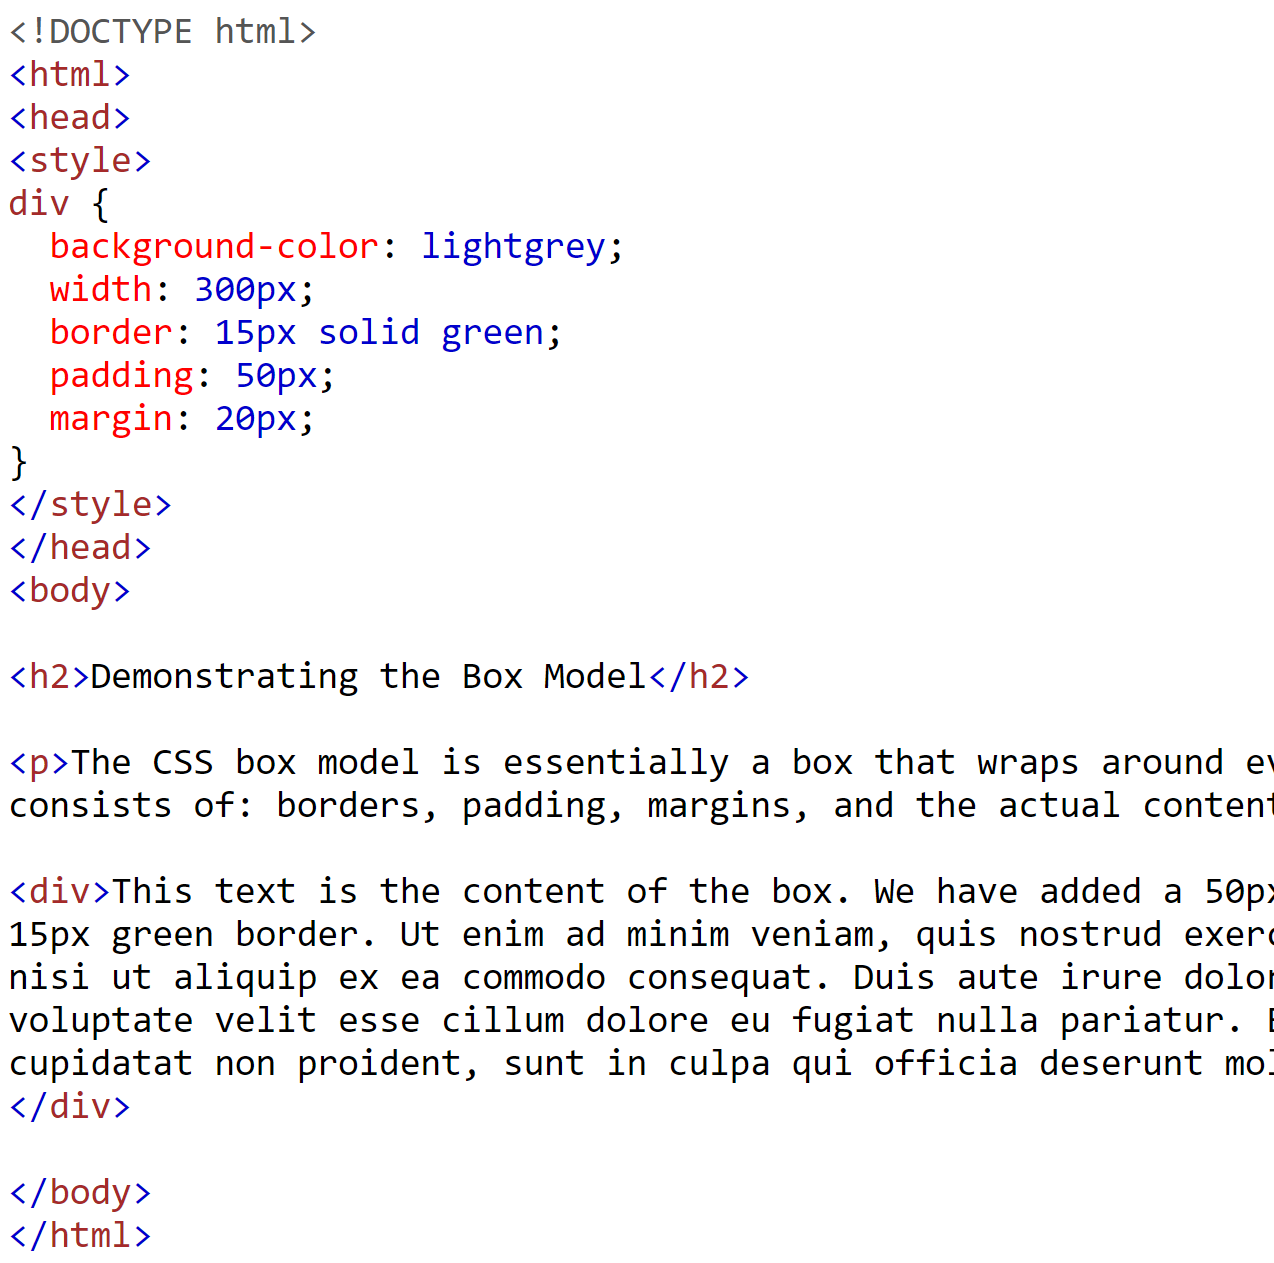 <!DOCTYPE html>
<html>
<head>
<style>
div {
  background-color: lightgrey;
  width: 300px;
  border: 15px solid green;
  padding: 50px;
  margin: 20px;
}
</style>
</head>
<body>

<h2>Demonstrating the Box Model</h2>

<p>The CSS box model is essentially a box that wraps around
consists of: borders, padding, margins, and the actual content

<div>This text is the content of the box. We have added a 50px
15px green border. Ut enim ad minim veniam, quis nostrud
nisi ut aliquip ex ea commodo consequat. Duis aute irure dolor
voluptate velit esse cillum dolore eu fugiat nulla pariatur.
cupidatat non proident, sunt in culpa qui officia deserunt
</div>

</body>
</html>